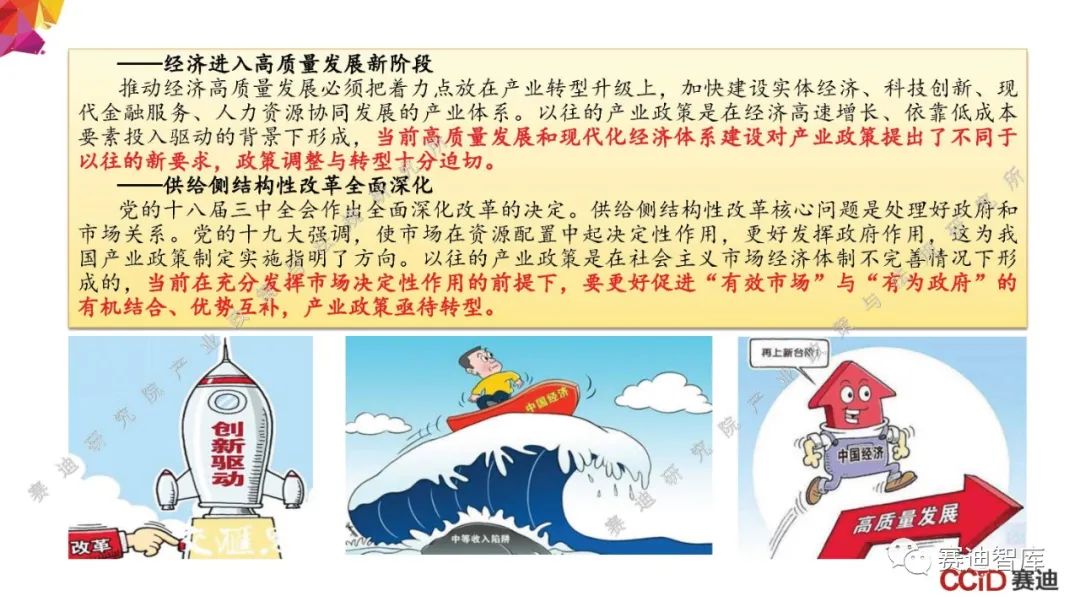 ——经济进入高质量发展新阶段
推动经济高质量发展必须把着力点放在产业转型升级上，加快建设实体经济、科技创新、现
代金融服务、人力资源协同发展的产业体系。以往的产业政策是在经济高速增长、依靠低成本
要素投入驱动的背景下形成，当前高质量发展和现代化经济体系建设对产业政策提出了不同于
以往的新要求，政策调整与转型十分迫切。
——供给侧结构性改革全面深化
党的十八届三中全会作出全面深化改革的决定。供给侧结构性改革核心问题是处理好政府和
市场关系。党的十九大强调，使市场在资源配置中起决定性作用，更好发挥政府作用，这为我
国产业政策制定实施指明了方向。以往的产业政策是在社会主义市场经济体制不完善情况下形
成的，当前在充分发挥市场决定性作用的前提下，要更好促进“有效市场”与“有为政府”的
有机结合、优势互补，产业政策亟待转型。
创新驱动
改革
中国经济
中等收入陷阱
再上新台阶！
中国经济
高质量发展
赛迪研究院产业政策与法规研究所
赛迪研究院产业政策与法规研究所
赛迪智库
CCID 赛迪